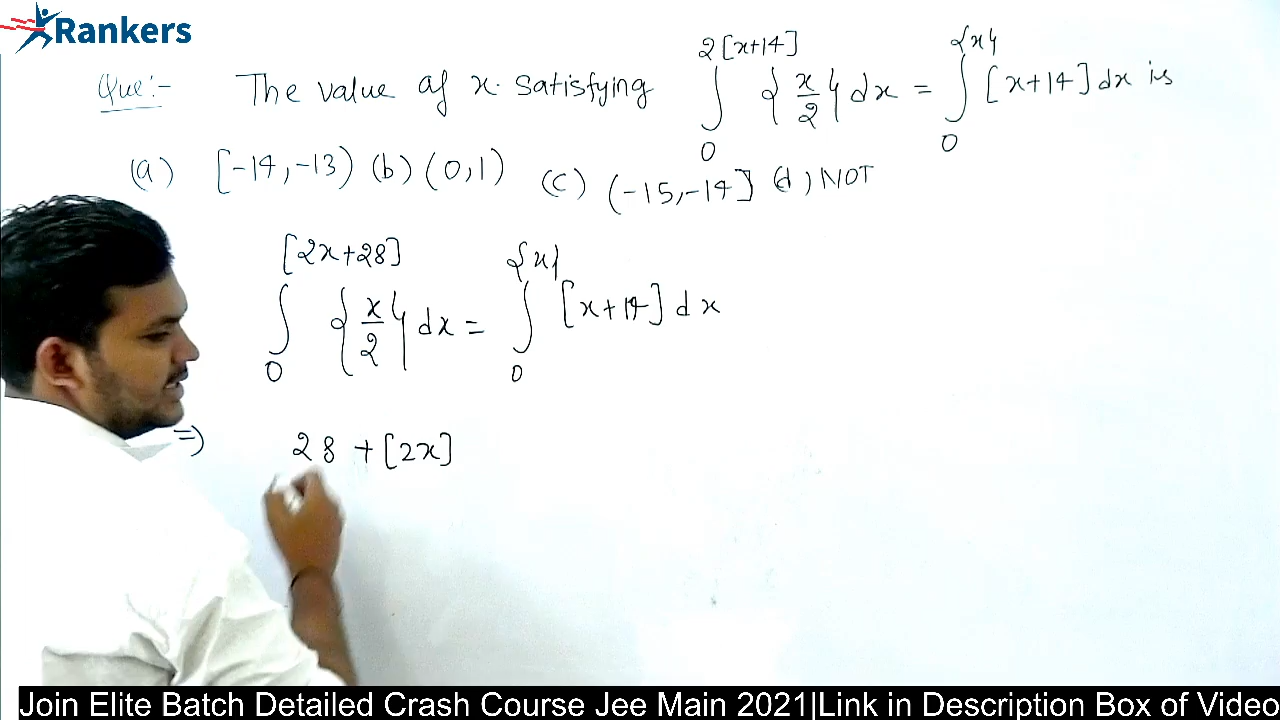 Rankers
Que:- The value of x. satisfying ∫₀^{2[x+14]} {x/2} dx = ∫₀^{{x}} [x+14] dx is
(a) [-14,-13) (b) (0,1) (c) (-15,-14] (d) NOT
∫₀^{[2x+28]} {x/2} dx = ∫₀^{{x}} [x+14] dx
=> 28 + [2x]
Join Elite Batch Detailed Crash Course Jee Main 2021|Link in Description Box of Video